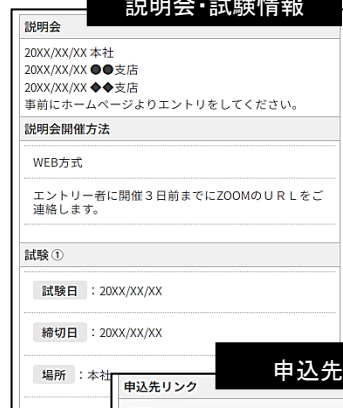 説明会・試験情報
説明会
20XX/XX/XX 本社
20XX/XX/XX ●●支店
20XX/XX/XX ◆◆支店
事前にホームページよりエントリをしてください。
説明会開催方法
WEB方式
エントリー者に開催３日前までにZOOMのＵＲＬをご
連絡します。
試験①
試験日：20XX/XX/XX
締切日：20XX/XX/XX
場所：本社
申込先
申込先リンク